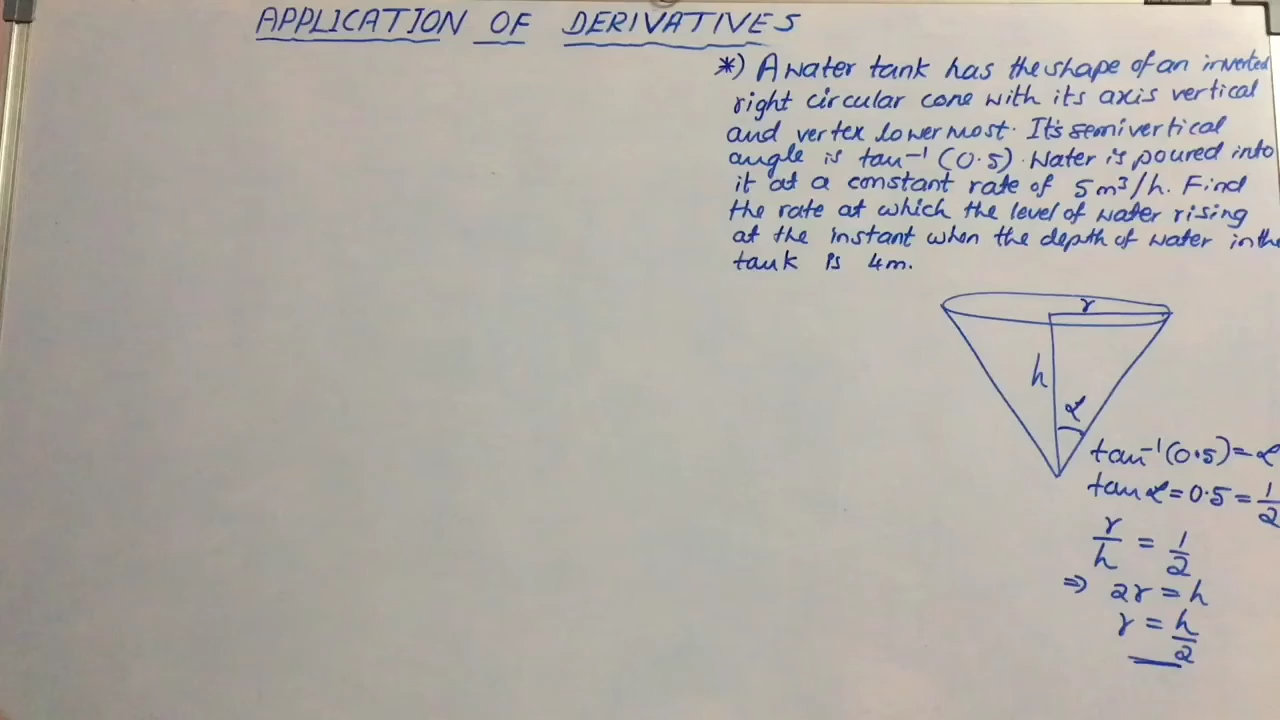 APPLICATION OF DERIVATIVES
*) A water tank has the shape of an inverted
right circular cone with its axis vertical
and vertex lowermost. It's semivertical
angle is tan⁻¹ (0.5). Water is poured into
it at a constant rate of 5m³/h. Find
the rate at which the level of water rising
at the instant when the depth of water in the
tank is 4m.
r
h
α
tan⁻¹(0.5)=α
tan α = 0.5 = 1/2
r/h = 1/2
⇒ 2r = h
r = h/2